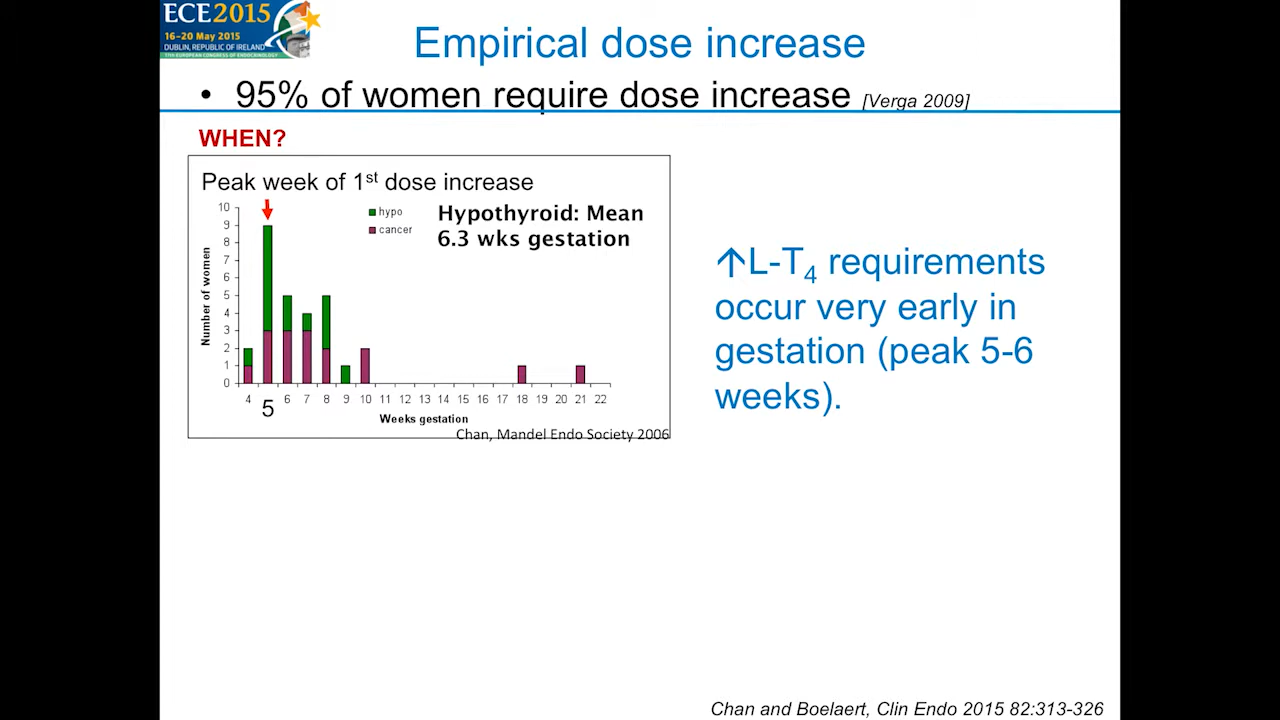 ECE2015
16-20 May 2015
DUBLIN, REPUBLIC OF IRELAND
17TH EUROPEAN CONGRESS OF ENDOCRINOLOGY
Empirical dose increase
• 95% of women require dose increase [Verga 2009]
WHEN?
Peak week of 1st dose increase
hypo
cancer
Hypothyroid: Mean
6.3 wks gestation
Number of women
10
9
8
7
6
5
4
3
2
1
0
4 5 6 7 8 9 10 11 12 13 14 15 16 17 18 19 20 21 22
Weeks gestation
Chan, Mandel Endo Society 2006
↑L-T4 requirements
occur very early in
gestation (peak 5-6
weeks).
Chan and Boelaert, Clin Endo 2015 82:313-326